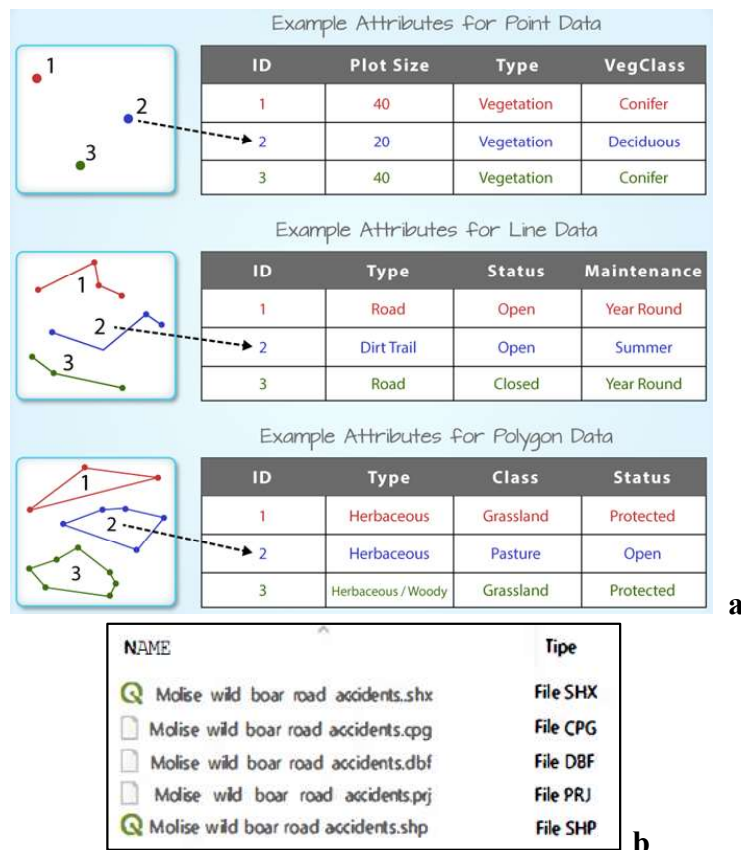 Example Attributes for Point Data
ID Plot Size Type VegClass
1 40 Vegetation Conifer
2 20 Vegetation Deciduous
3 40 Vegetation Conifer
1
2
3
Example Attributes for Line Data
ID Type Status Maintenance
1 Road Open Year Round
2 Dirt Trail Open Summer
3 Road Closed Year Round
1
2
3
Example Attributes for Polygon Data
ID Type Class Status
1 Herbaceous Grassland Protected
2 Herbaceous Pasture Open
3 Herbaceous / Woody Grassland Protected
1
2
3
a
NAME Tipe
Molise wild boar road accidents.shx File SHX
Molise wild boar road accidents.cpg File CPG
Molise wild boar road accidents.dbf File DBF
Molise wild boar road accidents.prj File PRJ
Molise wild boar road accidents.shp File SHP
b